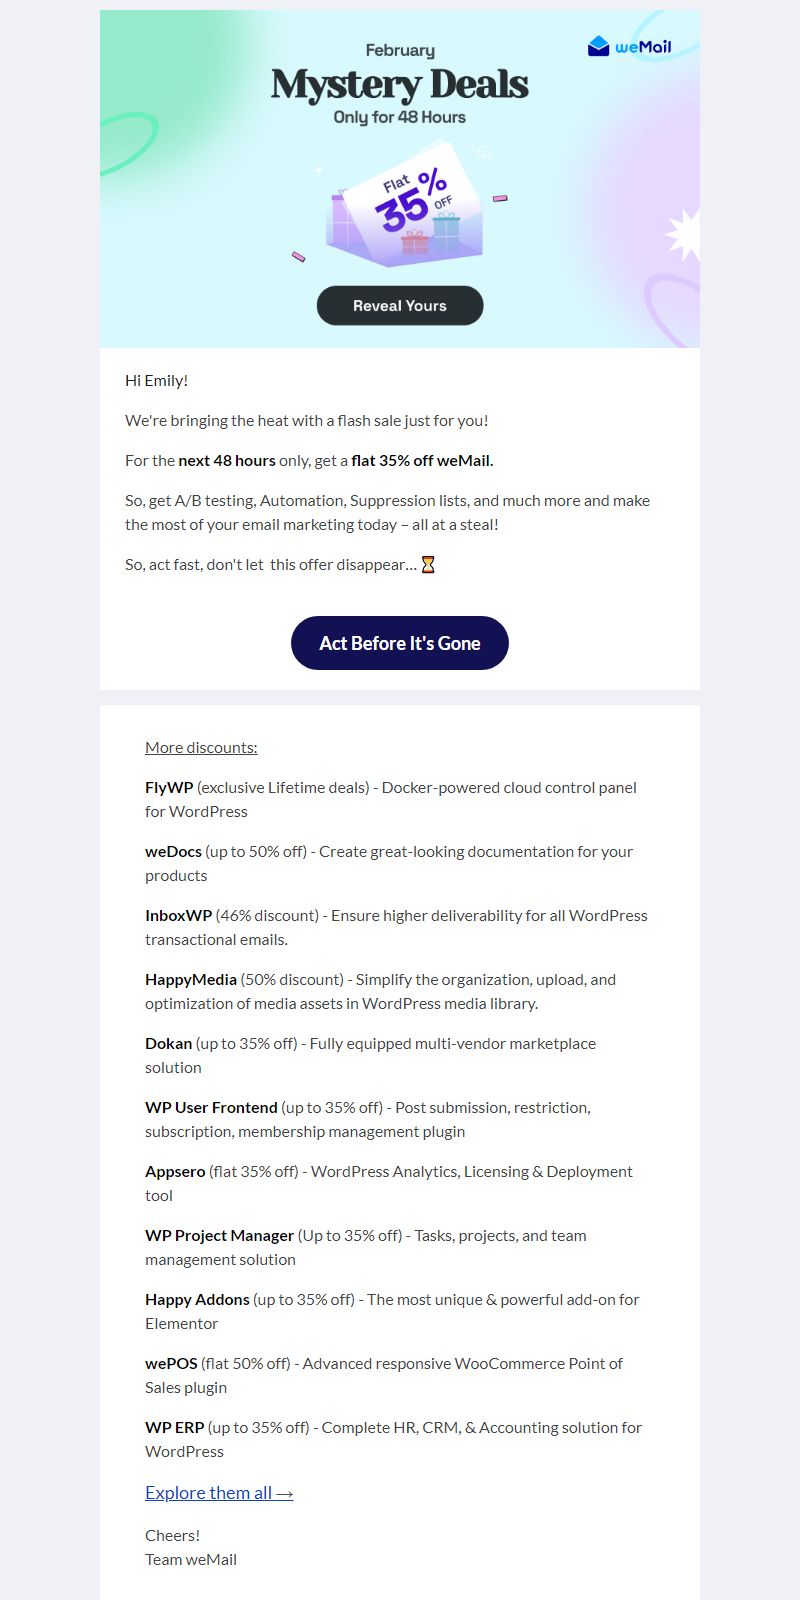 February
weMail
Mystery Deals
Only for 48 Hours
Flat
35%
OFF
Reveal Yours
Hi Emily!
We're bringing the heat with a flash sale just for you!
For the next 48 hours only, get a flat 35% off weMail.
So, get A/B testing, Automation, Suppression lists, and much more and make
the most of your email marketing today – all at a steal!
So, act fast, don't let  this offer disappear... ⏳
Act Before It's Gone
More discounts:
FlyWP (exclusive Lifetime deals) - Docker-powered cloud control panel
for WordPress
weDocs (up to 50% off) - Create great-looking documentation for your
products
InboxWP (46% discount) - Ensure higher deliverability for all WordPress
transactional emails.
HappyMedia (50% discount) - Simplify the organization, upload, and
optimization of media assets in WordPress media library.
Dokan (up to 35% off) - Fully equipped multi-vendor marketplace
solution
WP User Frontend (up to 35% off) - Post submission, restriction,
subscription, membership management plugin
Appsero (flat 35% off) - WordPress Analytics, Licensing & Deployment
tool
WP Project Manager (Up to 35% off) - Tasks, projects, and team
management solution
Happy Addons (up to 35% off) - The most unique & powerful add-on for
Elementor
wePOS (flat 50% off) - Advanced responsive WooCommerce Point of
Sales plugin
WP ERP (up to 35% off) - Complete HR, CRM, & Accounting solution for
WordPress
Explore them all →
Cheers!
Team weMail